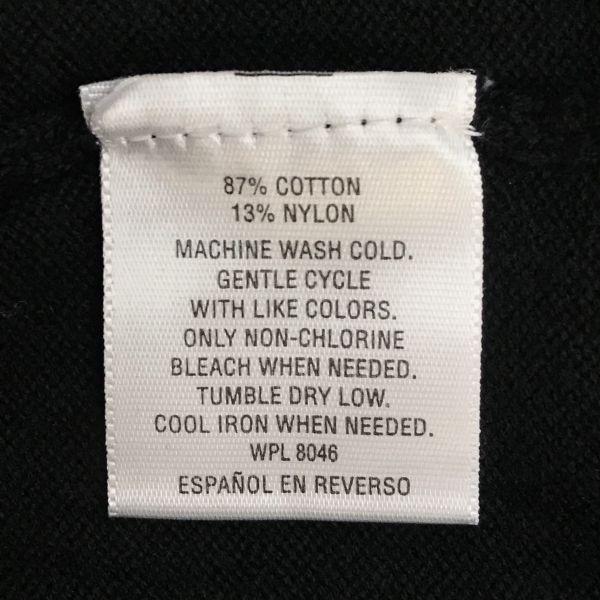 87% COTTON
13% NYLON
MACHINE WASH COLD.
GENTLE CYCLE
WITH LIKE COLORS.
ONLY NON-CHLORINE
BLEACH WHEN NEEDED.
TUMBLE DRY LOW.
COOL IRON WHEN NEEDED.
WPL 8046
ESPAÑOL EN REVERSO